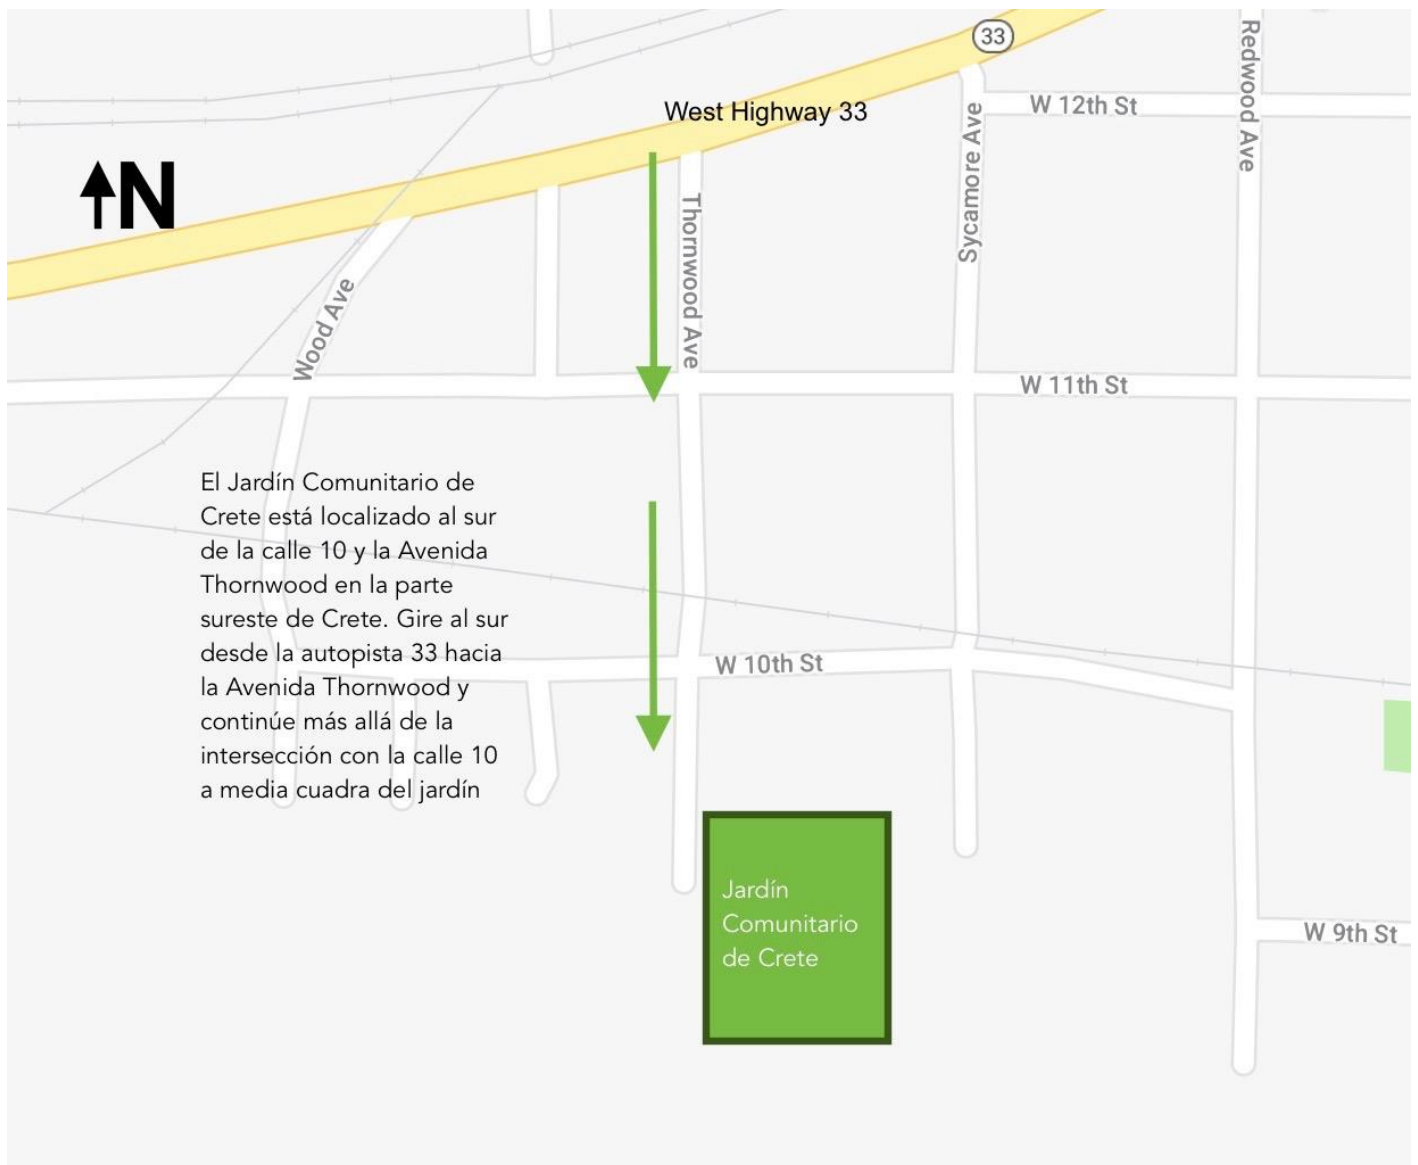 33
Redwood Ave
W 12th St
West Highway 33
Sycamore Ave
N
Thornwood Ave
Wood Ave
W 11th St
El Jardín Comunitario de
Crete está localizado al sur
de la calle 10 y la Avenida
Thornwood en la parte
sureste de Crete. Gire al sur
desde la autopista 33 hacia
la Avenida Thornwood y
continúe más allá de la
intersección con la calle 10
a media cuadra del jardín
W 10th St
Jardín
Comunitario
de Crete
W 9th St